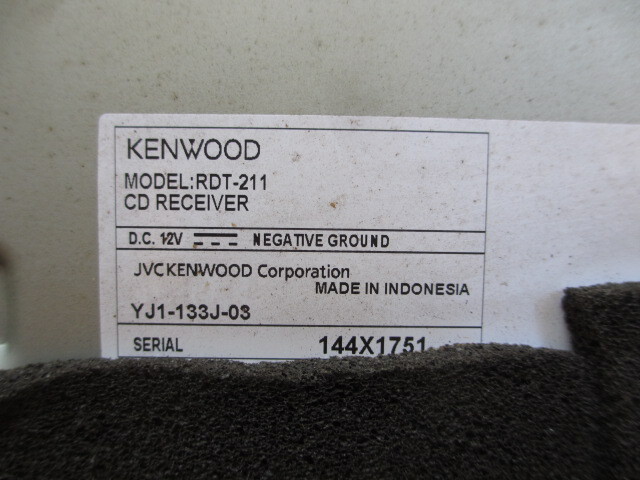 KENWOOD
MODEL:RDT-211
CD RECEIVER
D.C. 12V NEGATIVE GROUND
JVCKENWOOD Corporation
MADE IN INDONESIA
YJ1-133J-03
SERIAL 144X1751